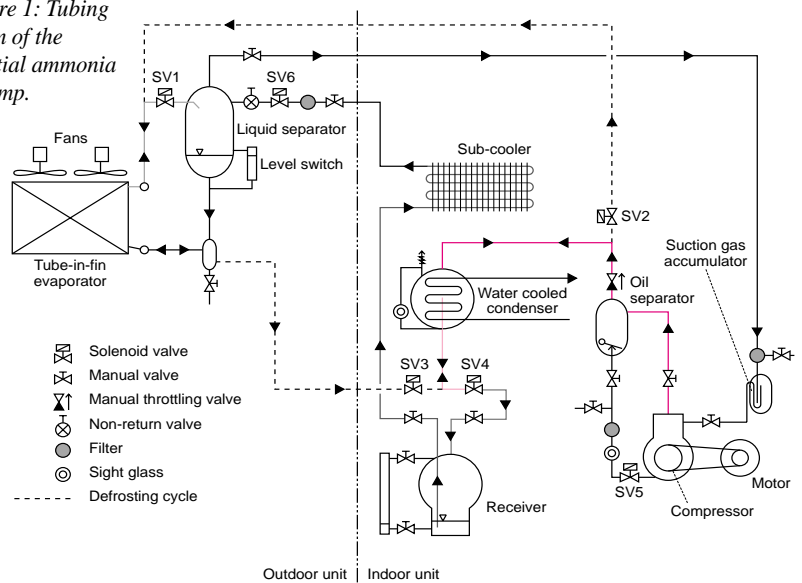 re 1: Tubing
m of the
tial ammonia
mp.
SV1
SV6
Fans
Liquid separator
Level switch
Sub-cooler
SV2
Suction gas
accumulator
Tube-in-fin
evaporator
Water cooled
condenser
Oil
separator
Solenoid valve
Manual valve
Manual throttling valve
Non-return valve
Filter
Sight glass
Defrosting cycle
SV3
SV4
Receiver
SV5
Motor
Compressor
Outdoor unit
Indoor unit